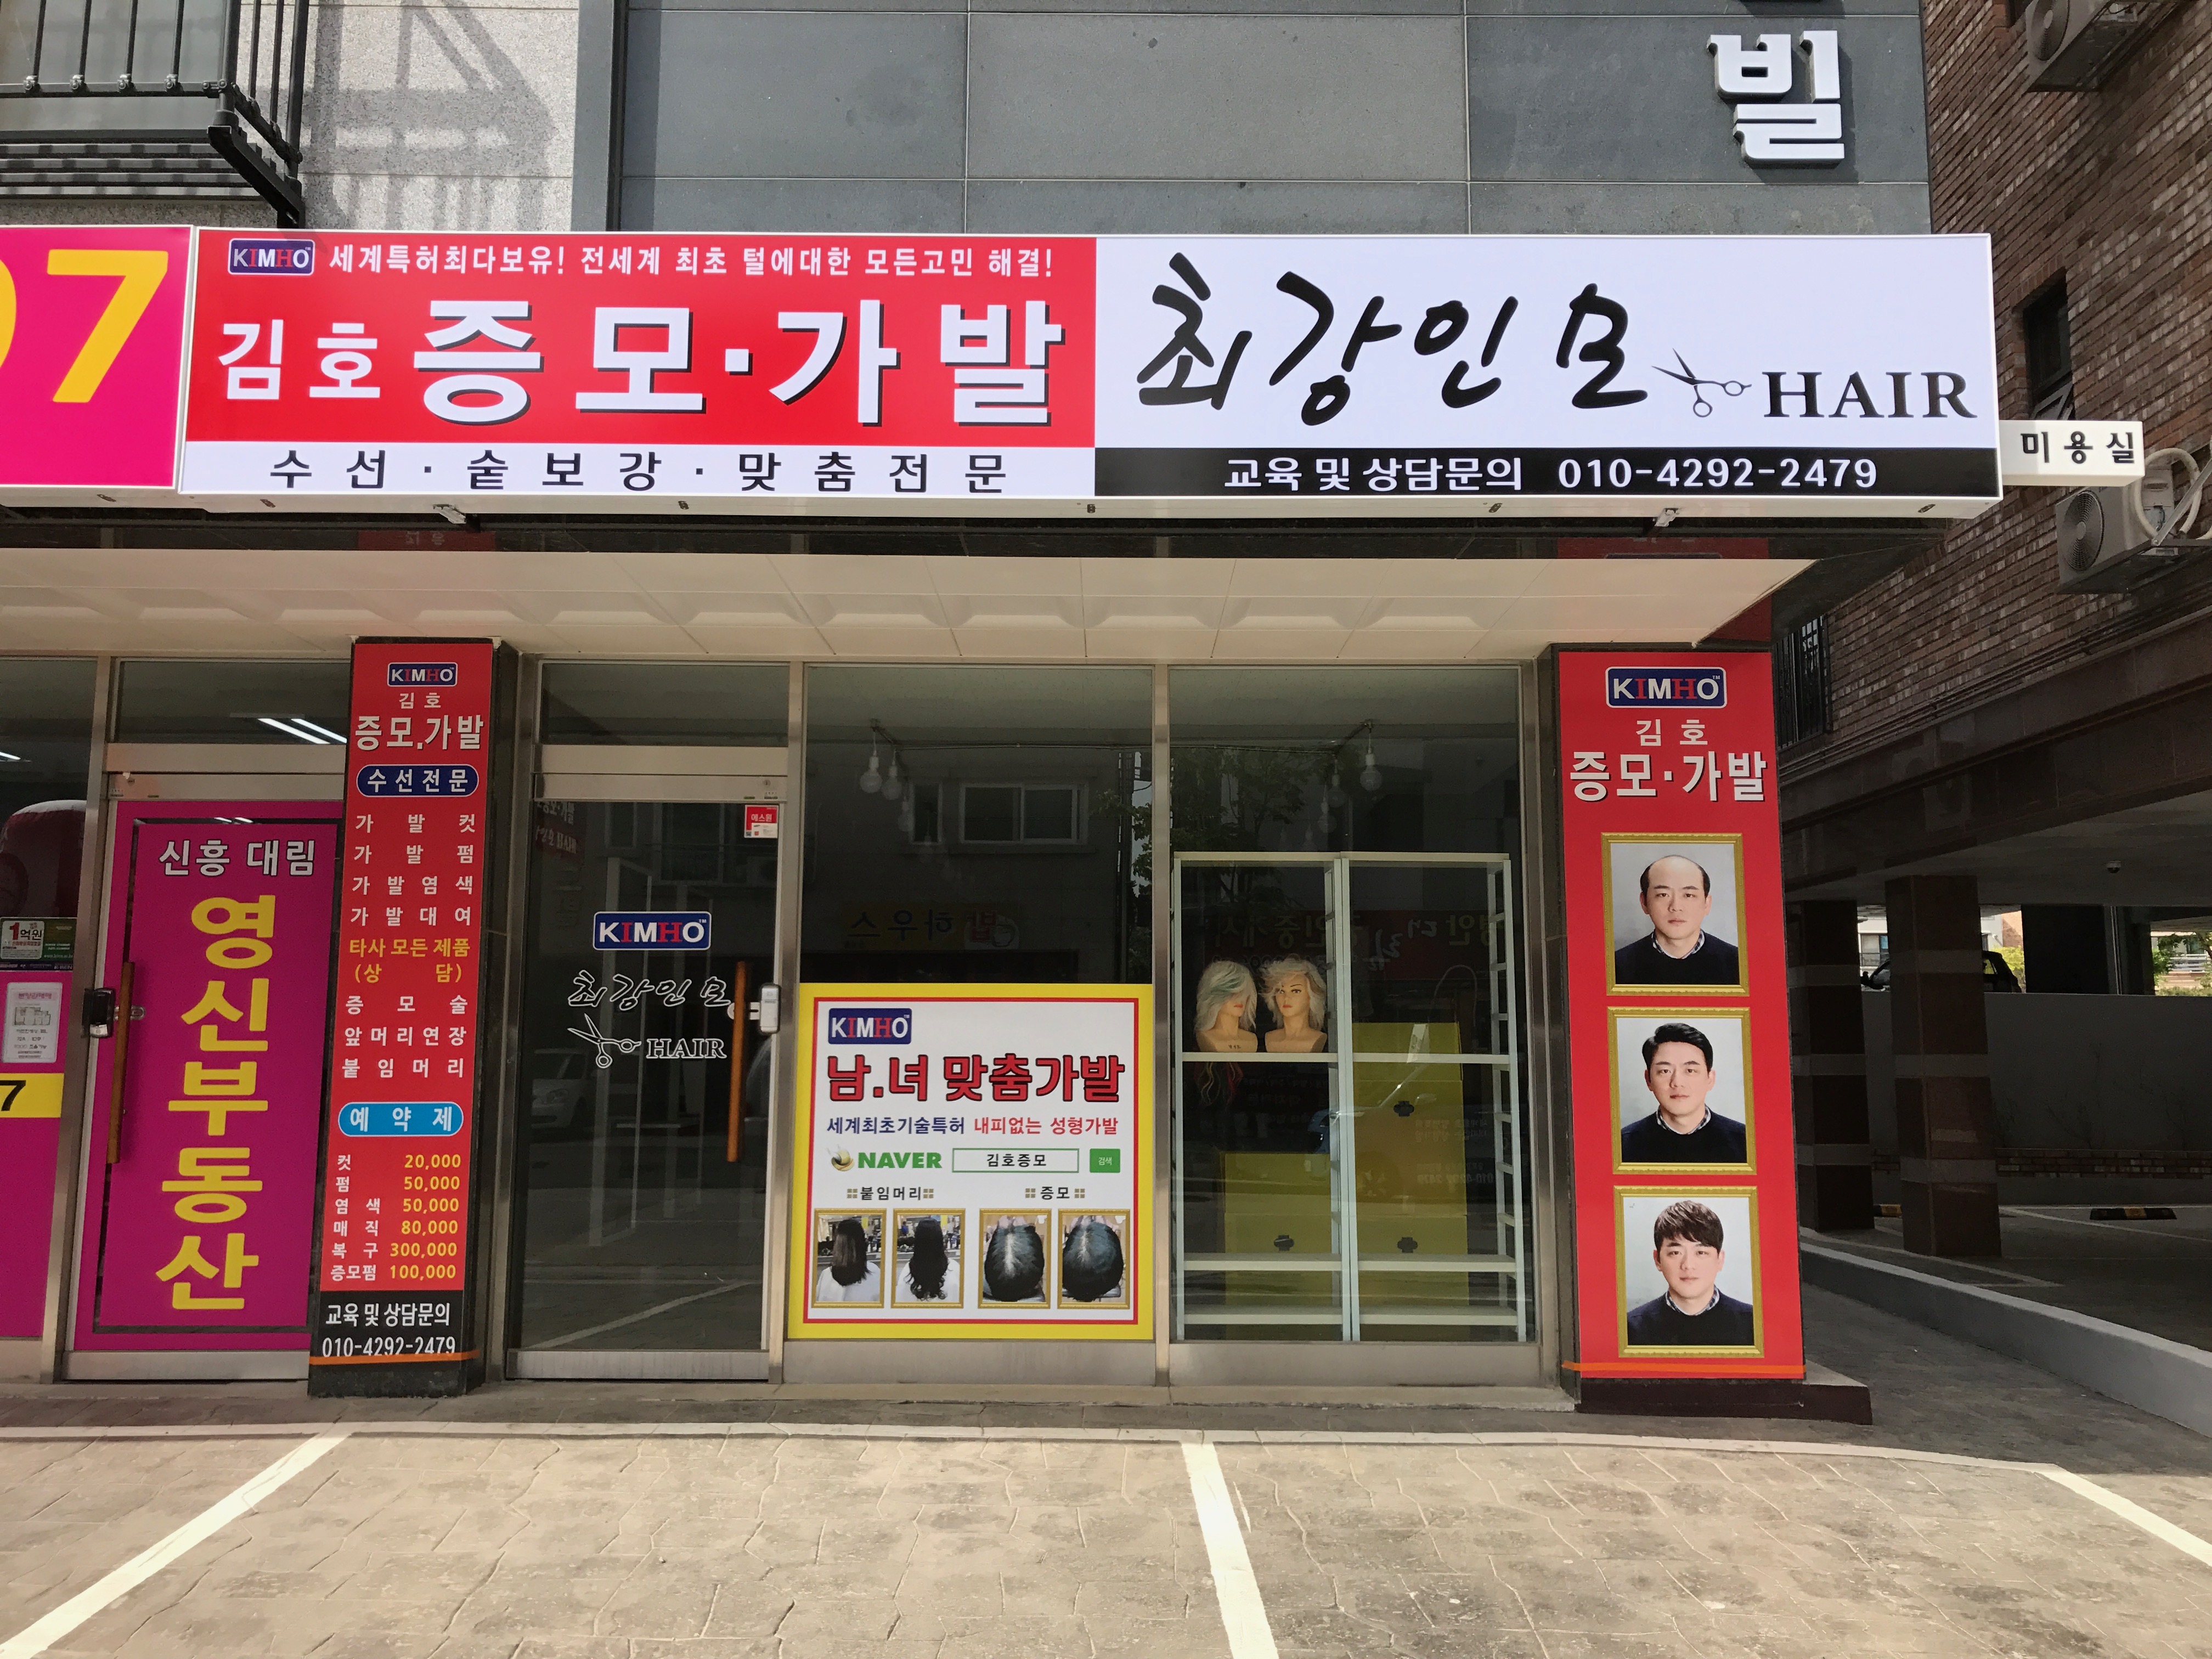 빌
07
KIMHO 세계특허최다보유! 전세계 최초 털에대한 모든고민 해결!
김호 증모·가발
수선·숱보강·맞춤전문
최강인모 HAIR
교육 및 상담문의 010-4292-2479
미용실
신흥 대림
영신부동산
1억원
7
KIMHO
김호
증모.가발
수선전문
가발컷
가발펌
가발염색
가발대여
타사 모든 제품
(상담)
증모술
앞머리연장
붙임머리
예약제
컷 20,000
펌 50,000
염색 50,000
매직 80,000
복구 300,000
증모펌 100,000
교육 및 상담문의
010-4292-2479
에스원
KIMHO
최강인모
HAIR
KIMHO
남.녀 맞춤가발
세계최초기술특허 내피없는 성형가발
NAVER 김호증모 검색
붙임머리 증모
KIMHO
김호
증모·가발